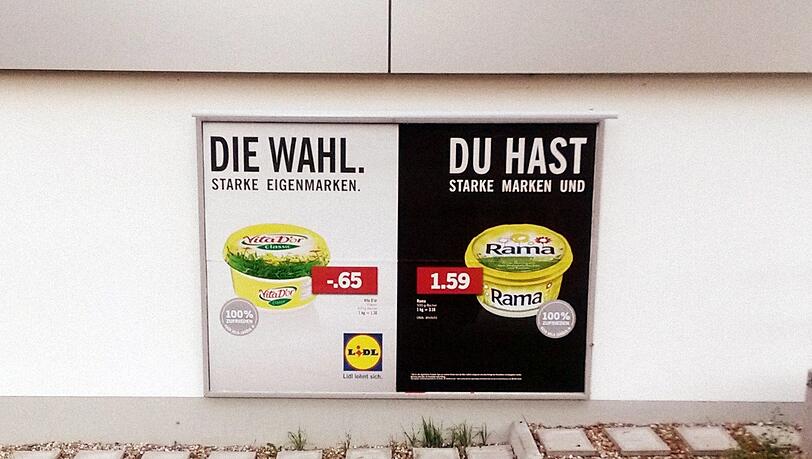 DIE WAHL.
STARKE EIGENMARKEN.
Vita D'or
Classic
Vita D'or
-.65
100%
ZUFRIEDEN
LIDL
Lidl lohnt sich.
DU HAST
STARKE MARKEN UND
Rama
Rama
1.59
Rama
100%
ZUFRIEDEN